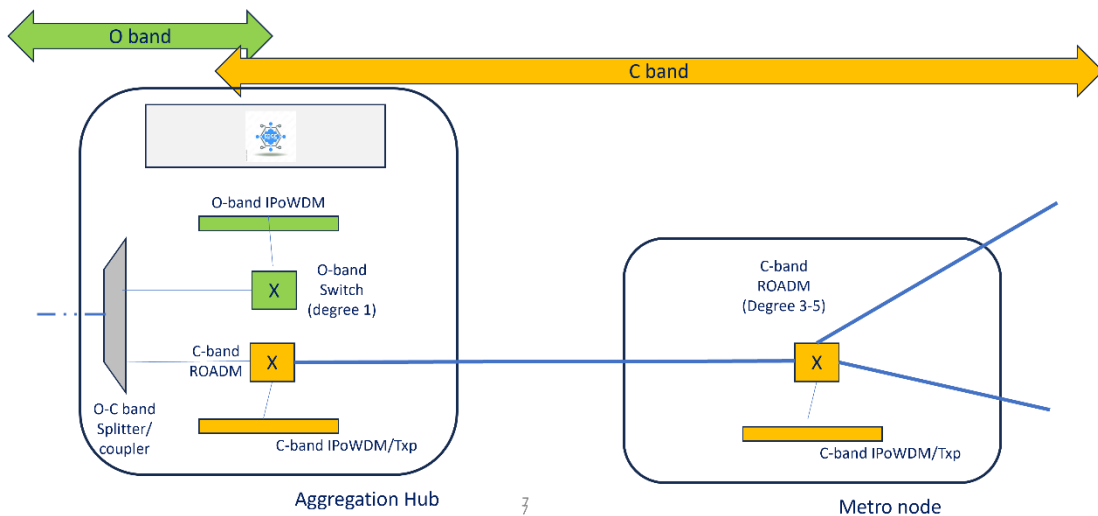 O band
C band
O-band IPoWDM
O-band
Switch
(degree 1)
X
C-band
ROADM
X
O-C band
Splitter/
coupler
C-band IPoWDM/Txp
Aggregation Hub
7
7
C-band
ROADM
(Degree 3-5)
X
C-band IPoWDM/Txp
Metro node